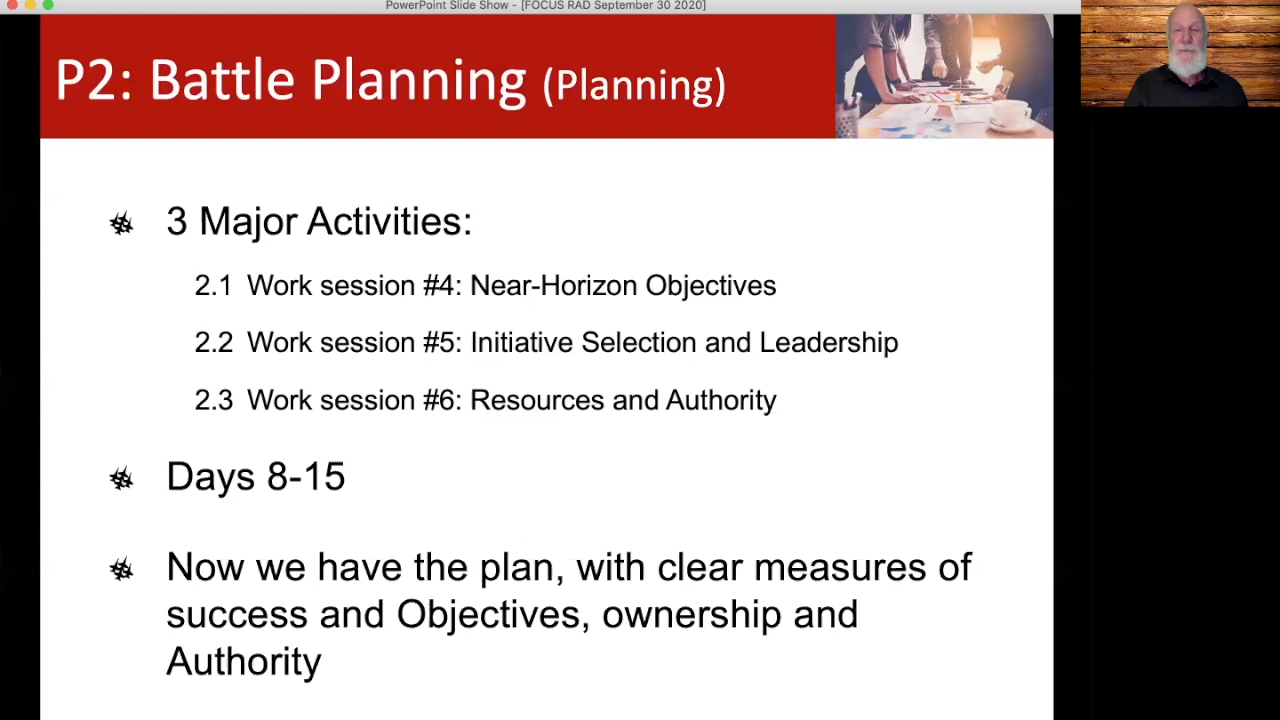 PowerPoint Slide Show - [FOCUS RAD September 30 2020]
P2: Battle Planning (Planning)
3 Major Activities:
2.1 Work session #4: Near-Horizon Objectives
2.2 Work session #5: Initiative Selection and Leadership
2.3 Work session #6: Resources and Authority
Days 8-15
Now we have the plan, with clear measures of
success and Objectives, ownership and
Authority